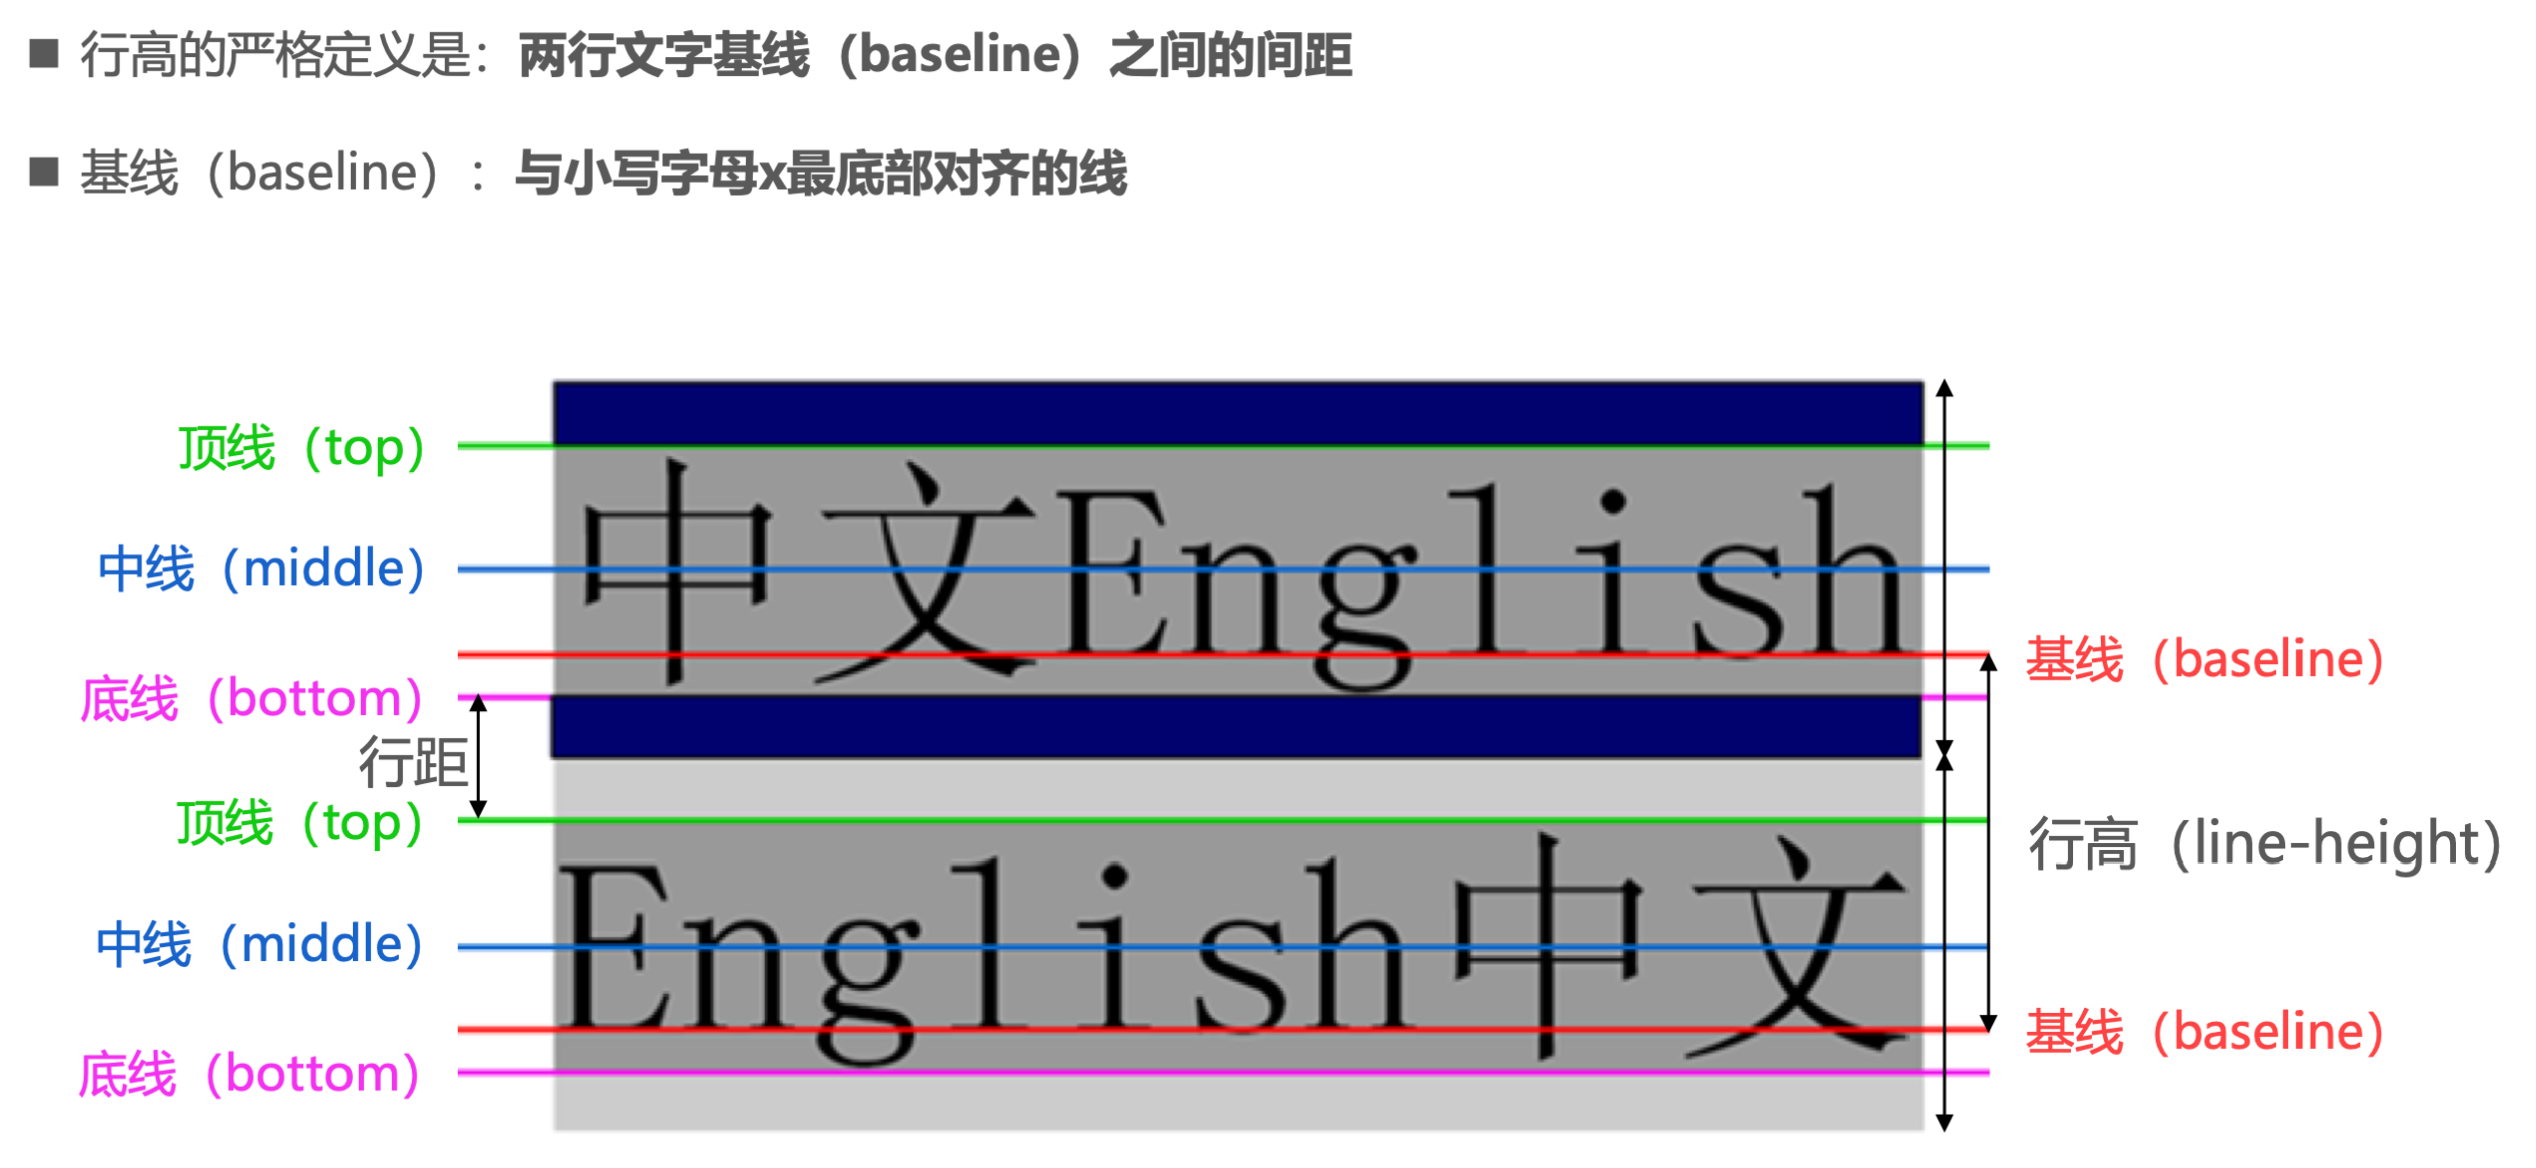 ■ 行高的严格定义是：两行文字基线（baseline）之间的间距
■ 基线（baseline）：与小写字母x最底部对齐的线
顶线（top）
中文English
中线（middle）
基线（baseline）
底线（bottom）
行距
顶线（top）
行高（line-height）
English中文
中线（middle）
基线（baseline）
底线（bottom）